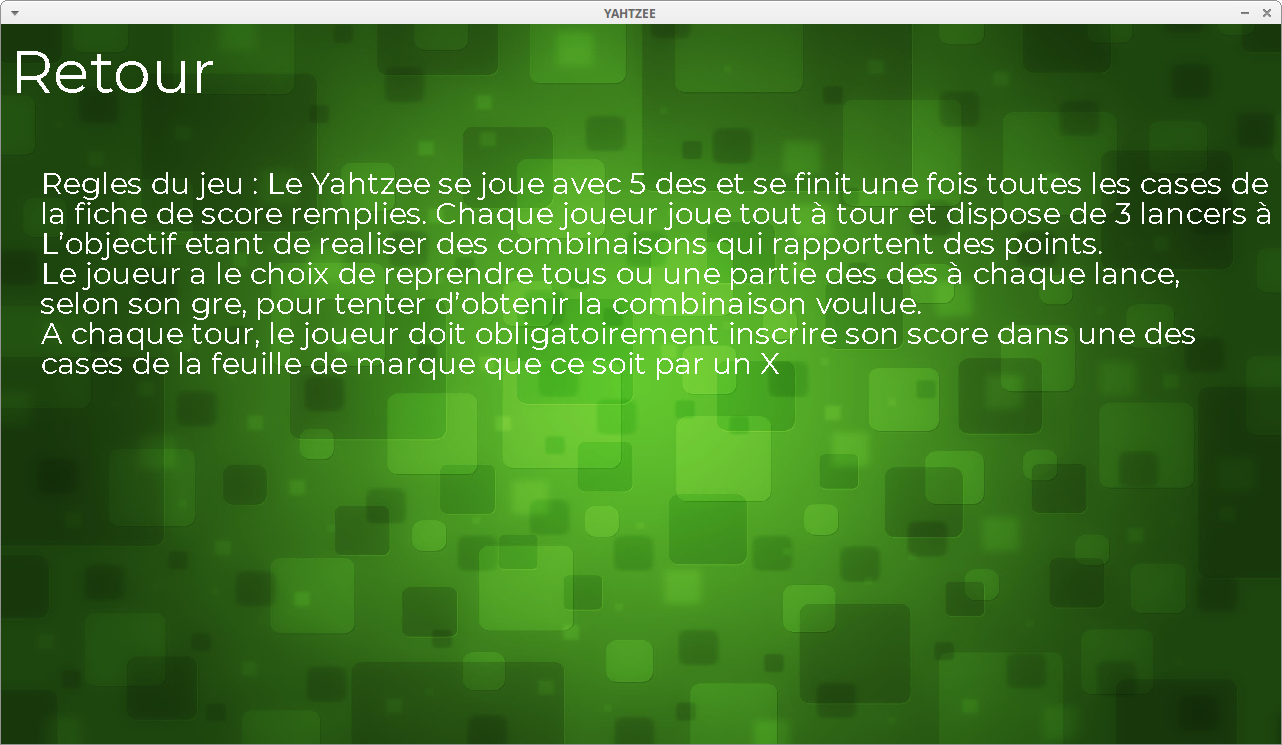 YAHTZEE
Retour
Regles du jeu : Le Yahtzee se joue avec 5 des et se finit une fois toutes les cases de
la fiche de score remplies. Chaque joueur joue tout à tour et dispose de 3 lancers à
L’objectif etant de realiser des combinaisons qui rapportent des points.
Le joueur a le choix de reprendre tous ou une partie des des à chaque lance,
selon son gre, pour tenter d’obtenir la combinaison voulue.
A chaque tour, le joueur doit obligatoirement inscrire son score dans une des
cases de la feuille de marque que ce soit par un X